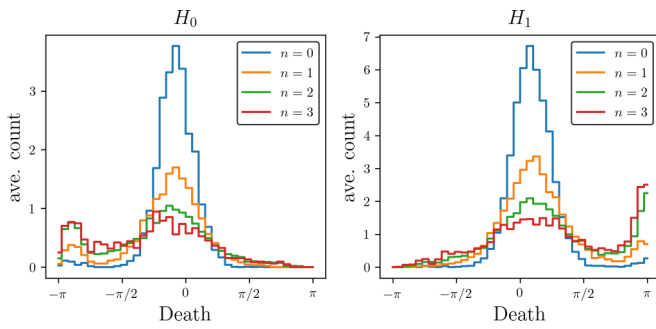 H₀
ave. count
3
2
1
0
n = 0
n = 1
n = 2
n = 3
−π
−π/2
0
π/2
π
Death
H₁
ave. count
7
6
5
4
3
2
1
0
n = 0
n = 1
n = 2
n = 3
−π
−π/2
0
π/2
π
Death